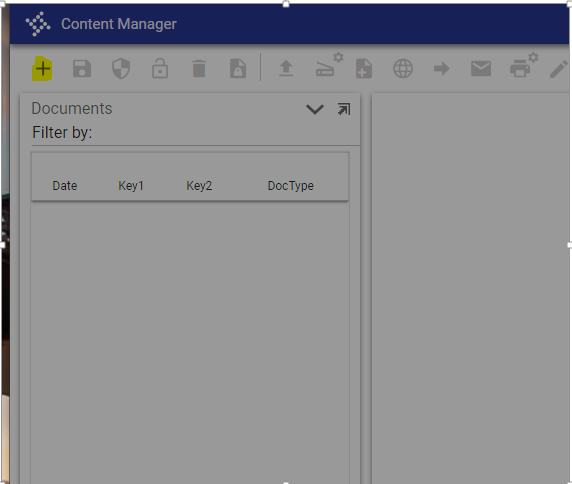 Content Manager
Documents
Filter by:
Date Key1 Key2 DocType